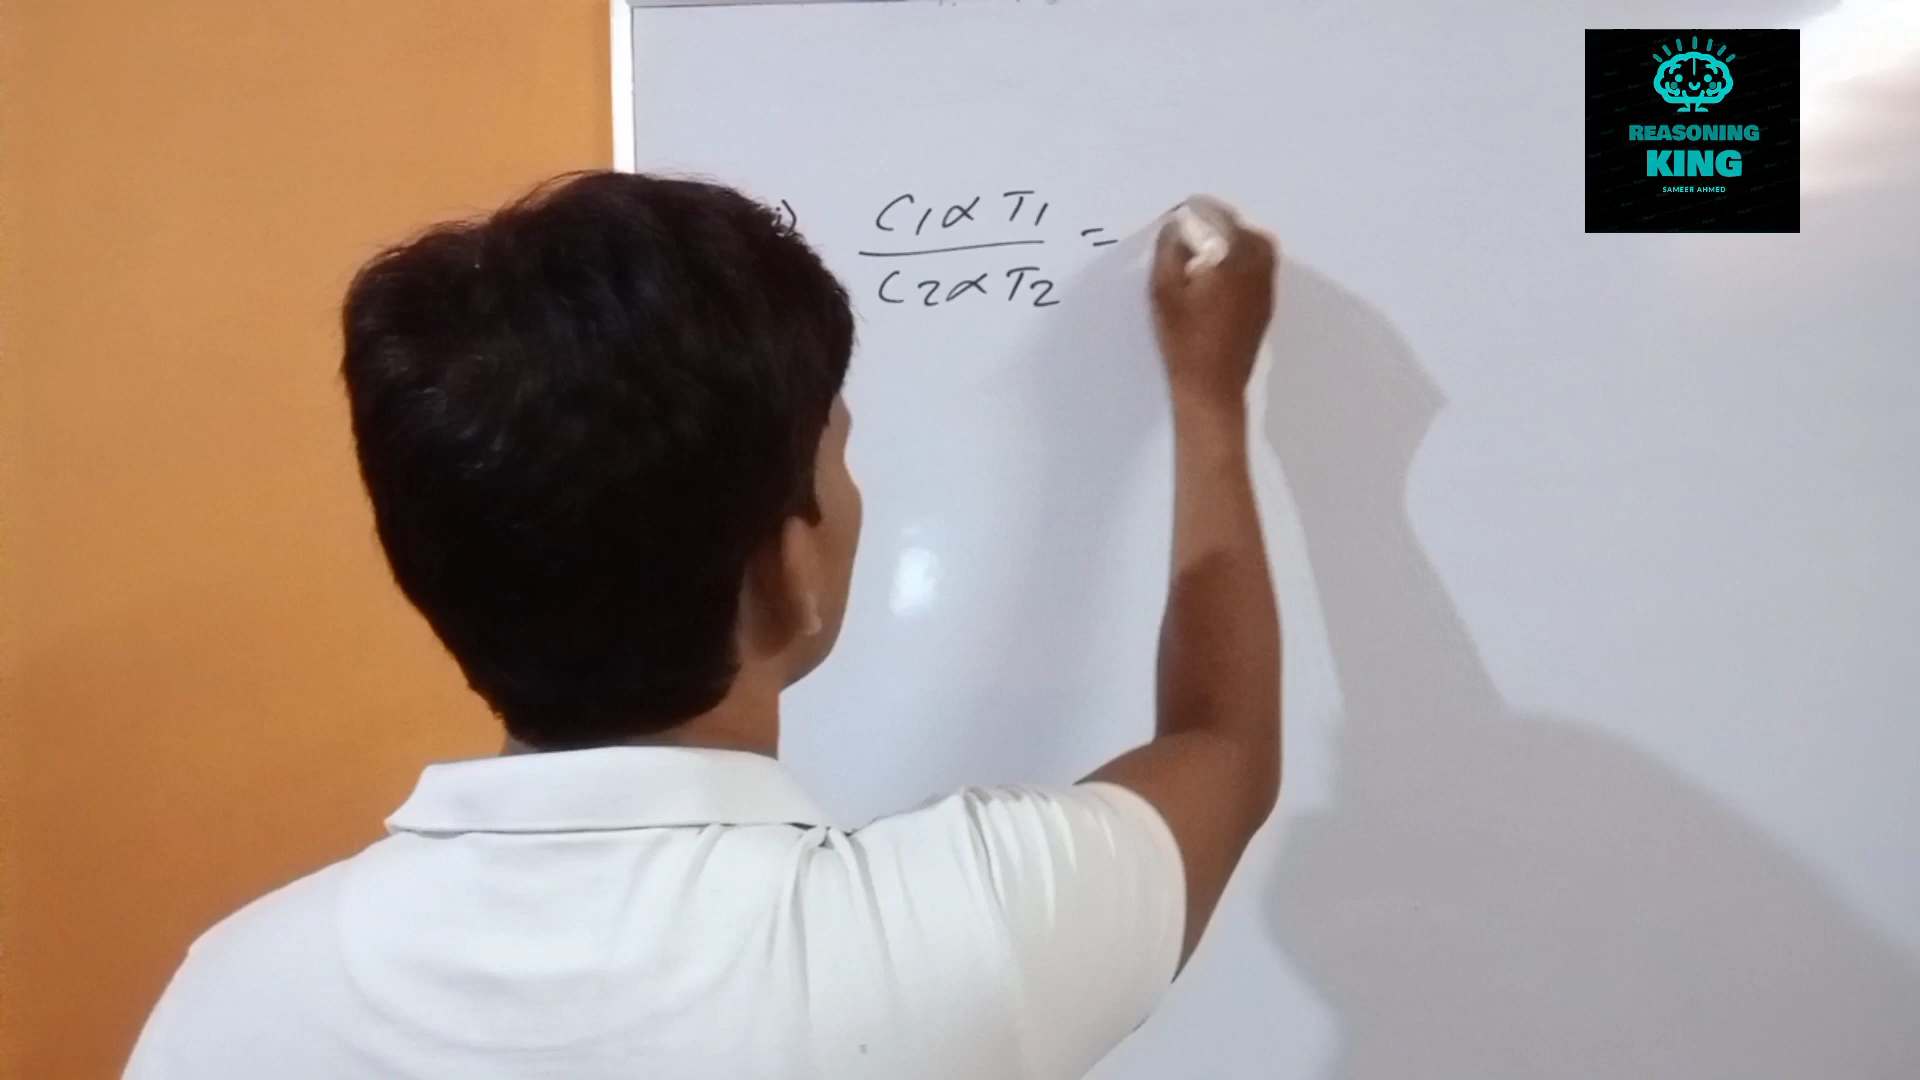 REASONING
KING
SAMEER AHMED
i)
C1 α T1
C2 α T2
=